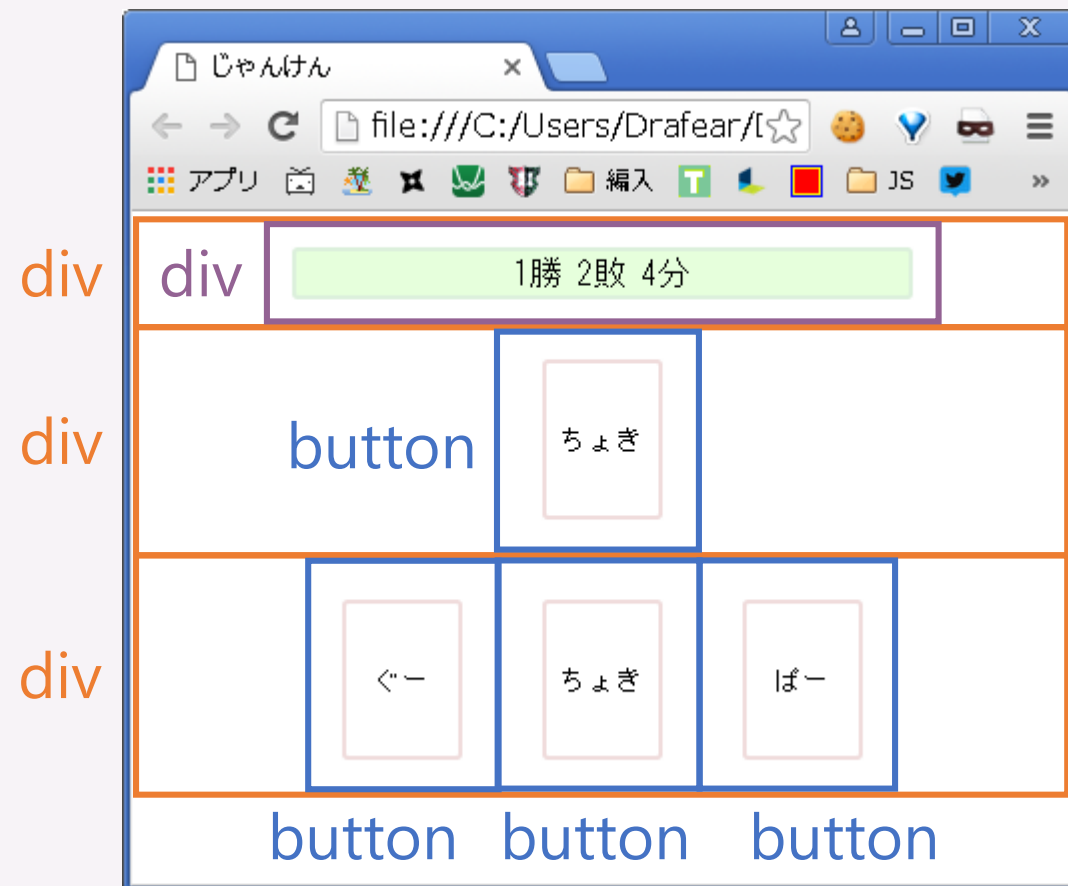 じゃんけん
file:///C:/Users/Drafear/[
アプリ 編入 T JS
div div 1勝 2敗 4分
div button ちょき
div ぐー ちょき ぱー
button button button